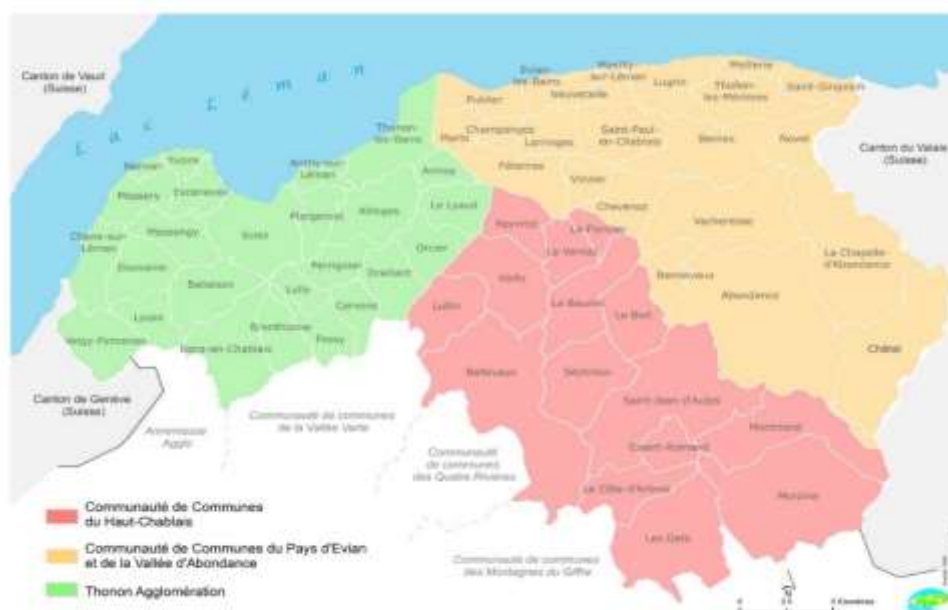 Canton de Vaud
(Suisse)
Lac Léman
Evian-
les-Bains
Maxilly-
sur-Léman
Lugrin
Meillerie
Thollon-
les-Mémises
Saint-Gingolph
Publier
Neuvecelle
Thonon-
les-Bains
Marin
Champanges
Larringes
Saint-Paul-
en-Chablais
Bernex
Novel
Canton du Valais
(Suisse)
Nernier
Yvoire
Anthy-sur-
Léman
Armoy
Féternes
Vinzier
Messery
Excenevex
Margencel
Allinges
Le Lyaud
Chevenoz
Vacheresse
Chens-sur-
Léman
Massongy
Sciez
Orcier
Reyvroz
La Forclaz
La Vernaz
La Chapelle-
d'Abondance
Douvaine
Perrignier
Draillant
Bonnevaux
Abondance
Ballaison
Lully
Cervens
Vailly
Lullin
La Baume
Le Biot
Loisin
Brenthonne
Fessy
Veigy-Foncenex
Bons-en-Chablais
Châtel
Bellevaux
Seytroux
Canton de Genève
(Suisse)
Saint-Jean-d'Aulps
Montriond
Annemasse
Agglo
Communauté de communes
de la Vallée Verte
Essert-Romand
Communauté
de communes
des Quatre Rivières
La Côte-d'Arbroz
Morzine
Les Gets
Communauté de Communes
du Haut-Chablais
Communauté de Communes du Pays d'Evian
et de la Vallée d'Abondance
Communauté de communes
des Montagnes du Giffre
Thonon Agglomération